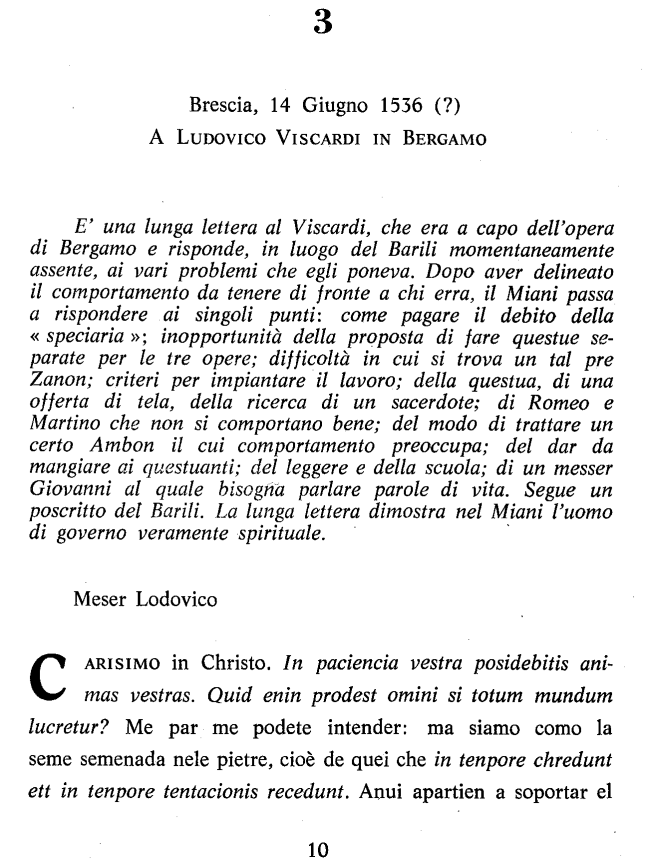 3
Brescia, 14 Giugno 1536 (?)
A LUDOVICO VISCARDI IN BERGAMO
E' una lunga lettera al Viscardi, che era a capo dell'opera
di Bergamo e risponde, in luogo del Barili momentaneamente
assente, ai vari problemi che egli poneva. Dopo aver delineato
il comportamento da tenere di fronte a chi erra, il Miani passa
a rispondere ai singoli punti: come pagare il debito della
« speciaria »; inopportunità della proposta di fare questue se-
parate per le tre opere; difficoltà in cui si trova un tal pre
Zanon; criteri per impiantare il lavoro; della questua, di una
offerta di tela, della ricerca di un sacerdote; di Romeo e
Martino che non si comportano bene; del modo di trattare un
certo Ambon il cui comportamento preoccupa; del dar da
mangiare ai questuanti; del leggere e della scuola; di un messer
Giovanni al quale bisogna parlare parole di vita. Segue un
poscritto del Barili. La lunga lettera dimostra nel Miani l'uomo
di governo veramente spirituale.
Meser Lodovico
CARISIMO in Christo. In paciencia vestra posidebitis ani-
mas vestras. Quid enin prodest omini si totum mundum
lucretur? Me par me podete intender: ma siamo como la
seme semenada nele pietre, cioè de quei che in tenpore chredunt
ett in tenpore tentacionis recedunt. Anui apartien a soportar el
10